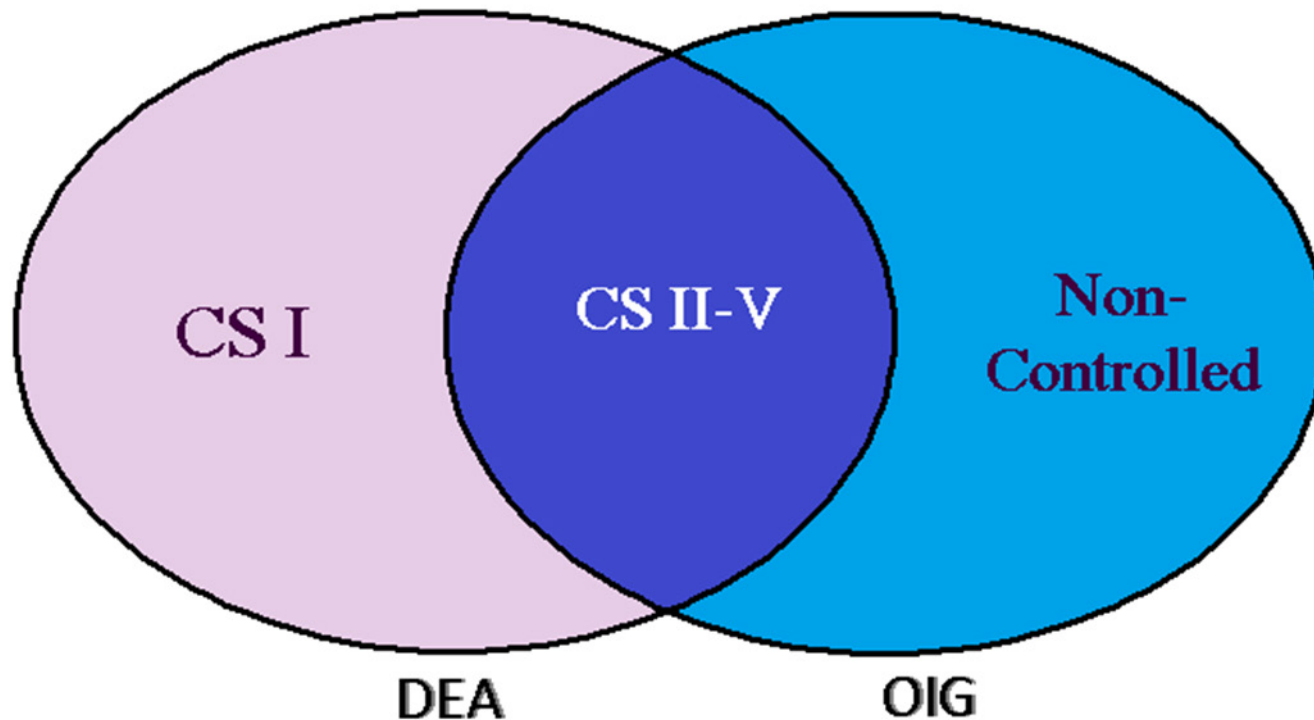 CS I
CS II-V
Non-
Controlled
DEA
OIG